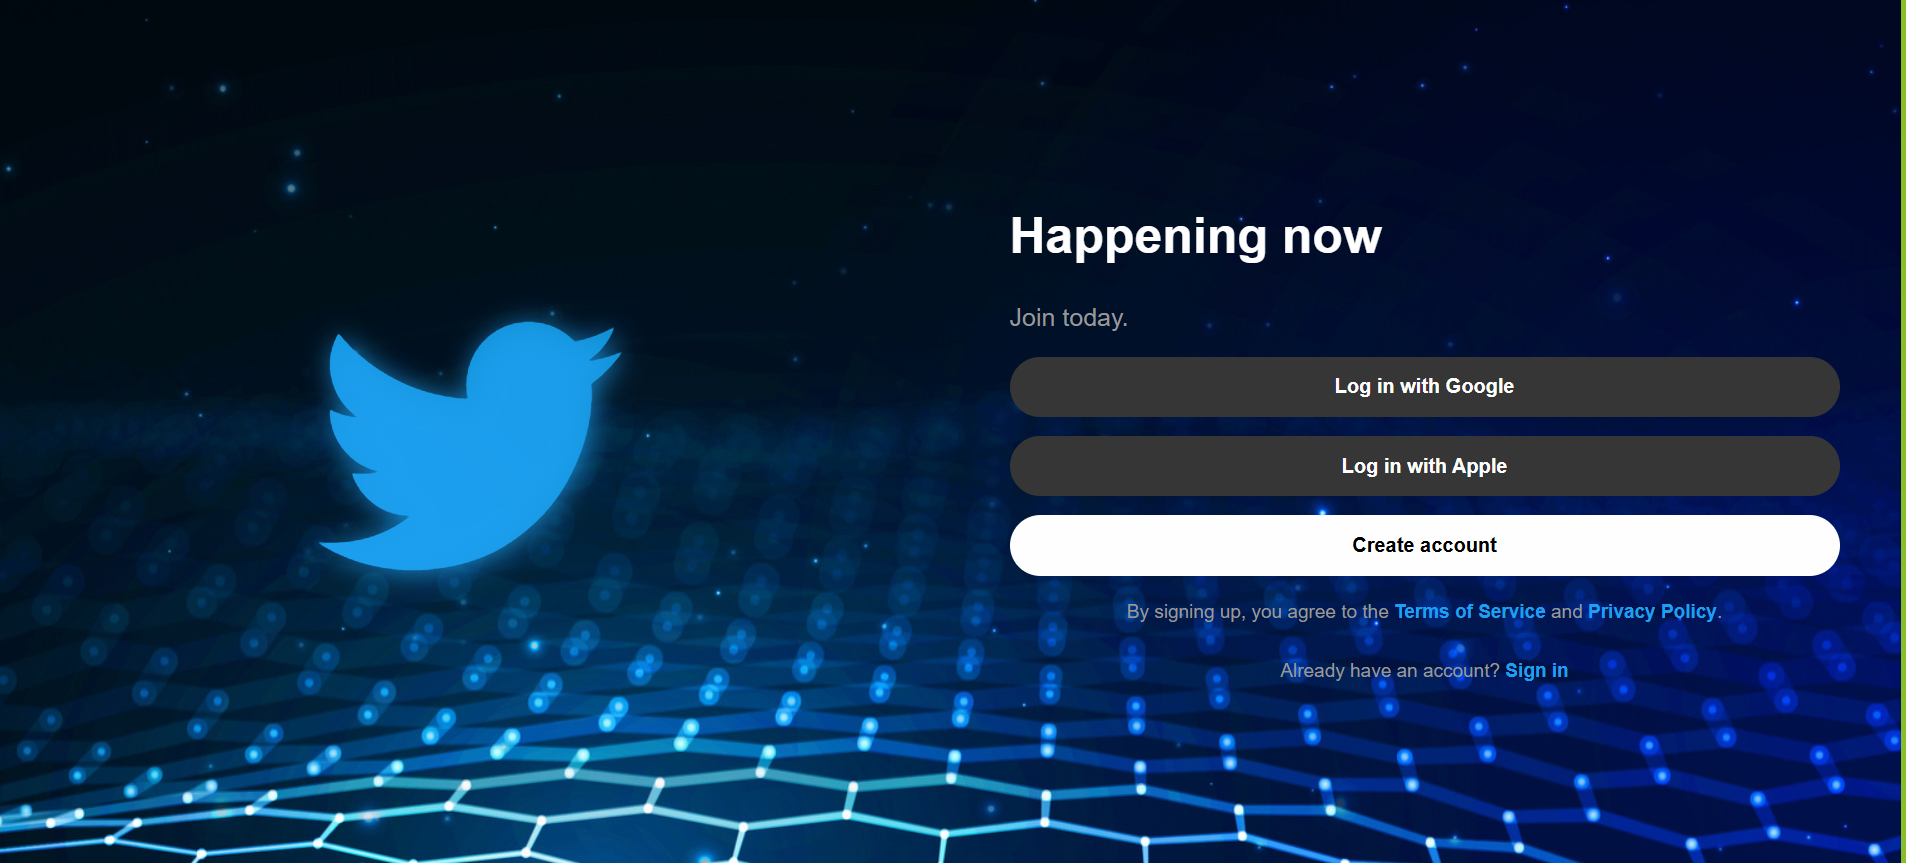 Happening now
Join today.
Log in with Google
Log in with Apple
Create account
By signing up, you agree to the Terms of Service and Privacy Policy.
Already have an account? Sign in